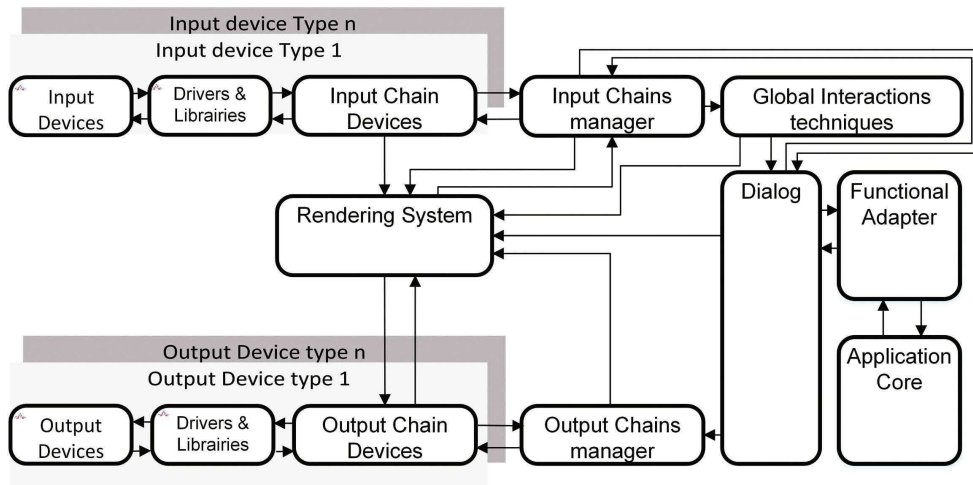 Input device Type n
Input device Type 1
Input
Devices
Drivers &
Librairies
Input Chain
Devices
Input Chains
manager
Global Interactions
techniques
Rendering System
Dialog
Functional
Adapter
Output Device type n
Output Device type 1
Application
Core
Output
Devices
Drivers &
Librairies
Output Chain
Devices
Output Chains
manager